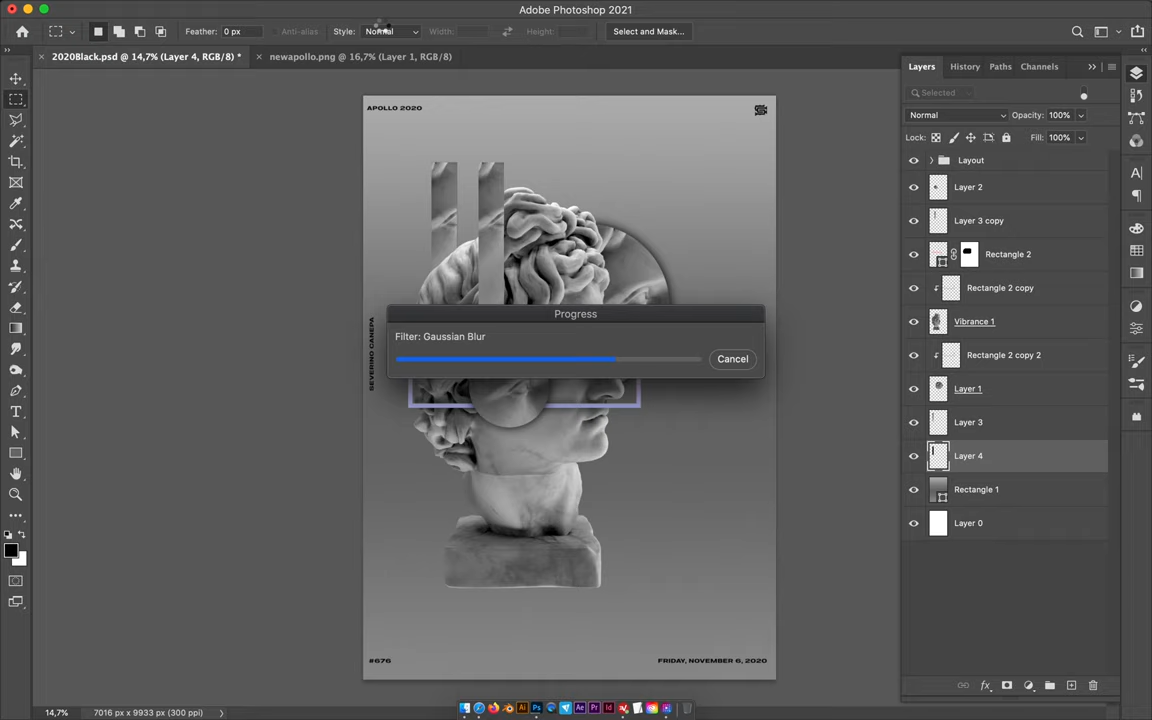 Adobe Photoshop 2021
Feather: 0 px
Anti-alias
Style: Normal
Width:
Height:
Select and Mask...
2020Black.psd @ 14,7% (Layer 4, RGB/8) *
newapollo.png @ 16,7% (Layer 1, RGB/8)
Layers
History
Paths
Channels
Selected
Normal
Opacity: 100%
Lock:
Fill: 100%
Layout
Layer 2
Layer 3 copy
Rectangle 2
Rectangle 2 copy
Vibrance 1
Rectangle 2 copy 2
Layer 1
Layer 3
Layer 4
Rectangle 1
Layer 0
APOLLO 2020
SEVERINO CANEPA
Progress
Filter: Gaussian Blur
Cancel
#676
FRIDAY, NOVEMBER 6, 2020
14,7%
7016 px x 9933 px (300 ppi)